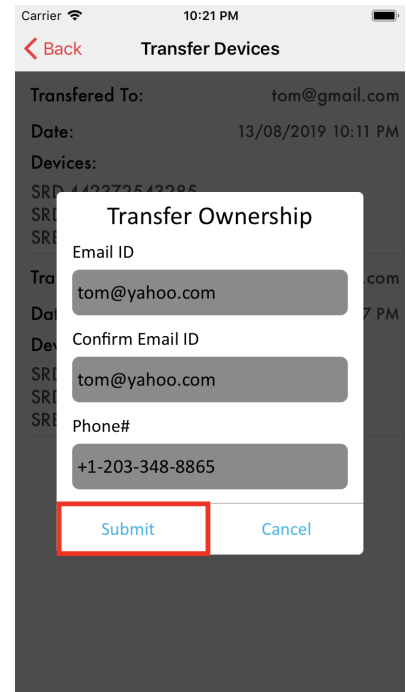 Carrier 10:21 PM
Back Transfer Devices
Transfered To: tom@gmail.com
Date: 13/08/2019 10:11 PM
Devices:
SRD 442372543285
Transfer Ownership
Email ID
tom@yahoo.com
Confirm Email ID
tom@yahoo.com
Phone#
+1-203-348-8865
Submit Cancel